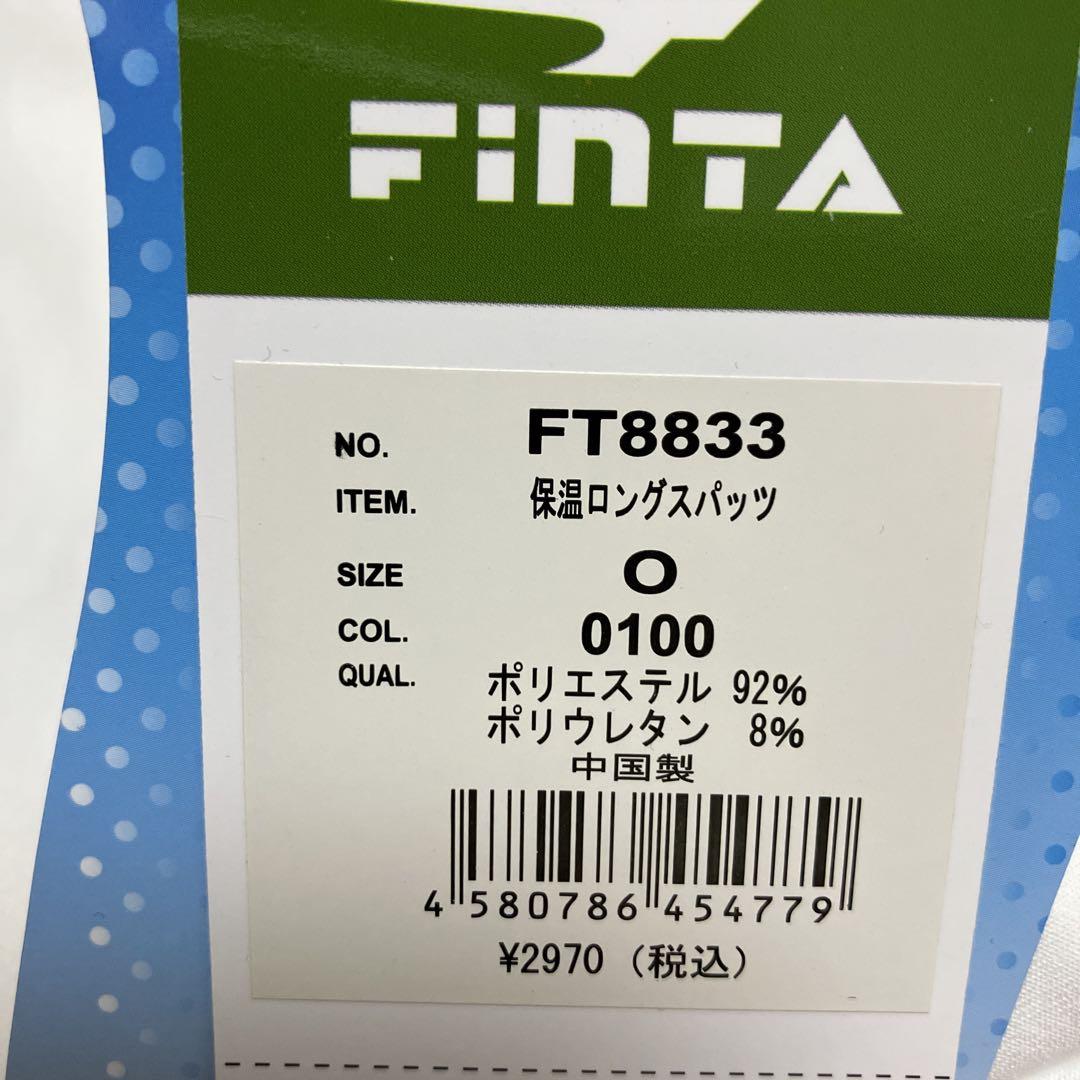 FiNTA
NO. FT8833
ITEM. 保温ロングスパッツ
SIZE O
COL. 0100
QUAL. ポリエステル 92%
ポリウレタン 8%
中国製
4 580786 454779
¥2970（税込）